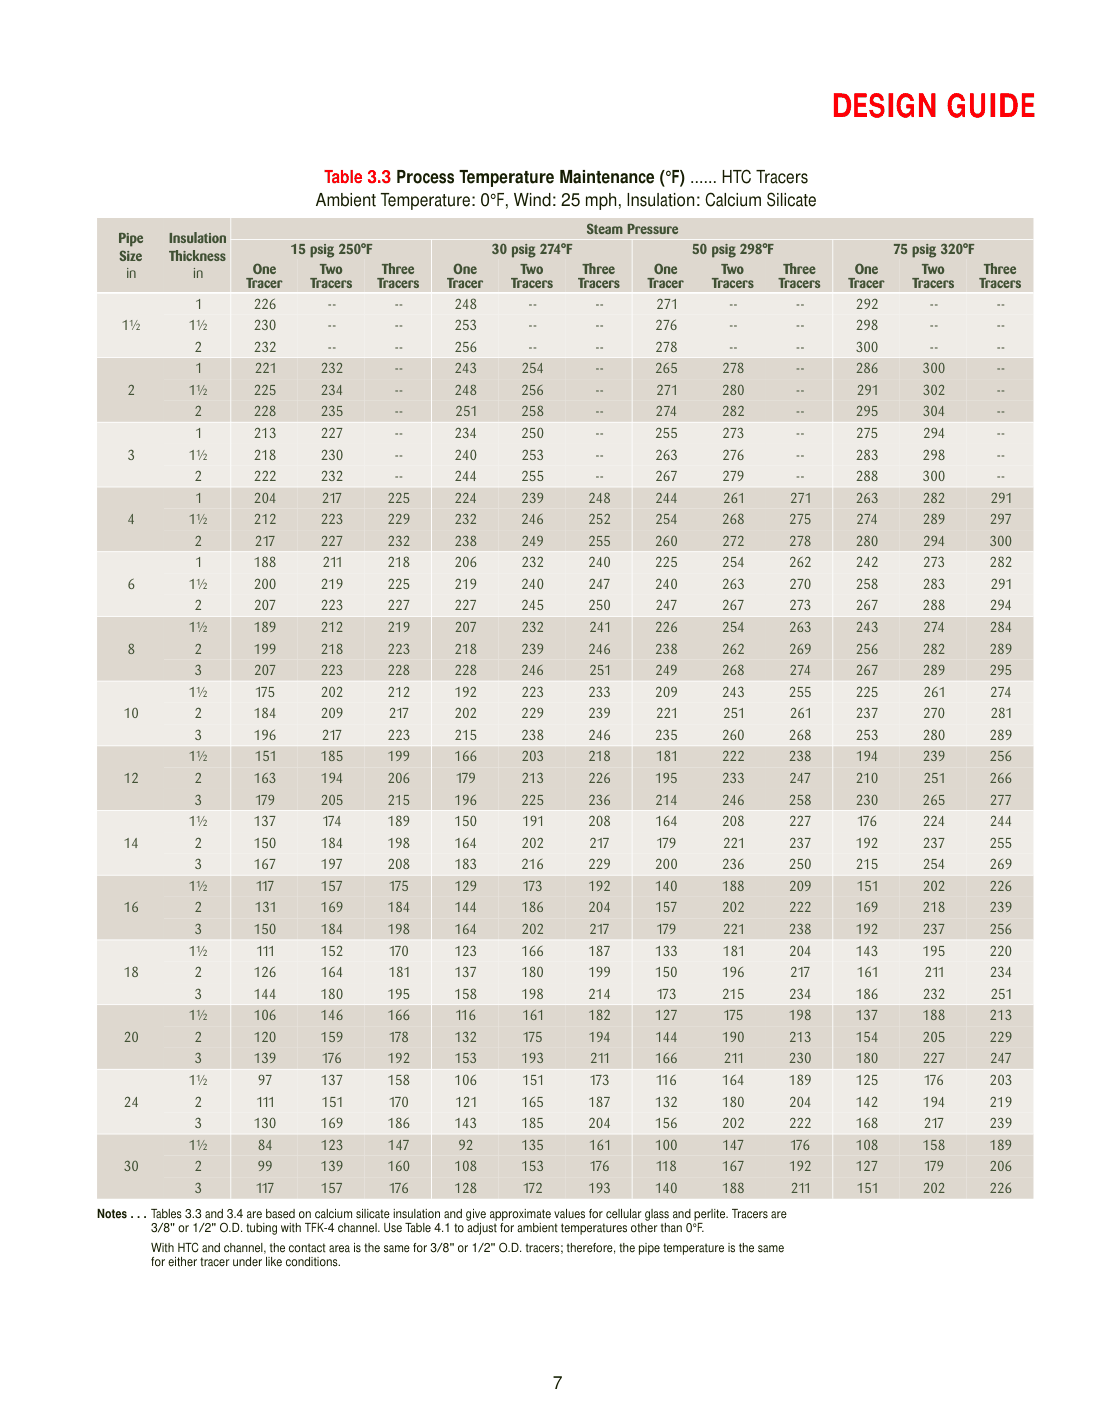 DESIGN GUIDE
Table 3.3 Process Temperature Maintenance (°F) ...... HTC Tracers
Ambient Temperature: 0°F, Wind: 25 mph, Insulation: Calcium Silicate
Pipe Size in Insulation Thickness in Steam Pressure
15 psig 250°F 30 psig 274°F 50 psig 298°F 75 psig 320°F
One Tracer Two Tracers Three Tracers One Tracer Two Tracers Three Tracers One Tracer Two Tracers Three Tracers One Tracer Two Tracers Three Tracers
1 226 -- -- 248 -- -- 271 -- -- 292 -- --
1½ 1½ 230 -- -- 253 -- -- 276 -- -- 298 -- --
2 232 -- -- 256 -- -- 278 -- -- 300 -- --
1 221 232 -- 243 254 -- 265 278 -- 286 300 --
2 1½ 225 234 -- 248 256 -- 271 280 -- 291 302 --
2 228 235 -- 251 258 -- 274 282 -- 295 304 --
1 213 227 -- 234 250 -- 255 273 -- 275 294 --
3 1½ 218 230 -- 240 253 -- 263 276 -- 283 298 --
2 222 232 -- 244 255 -- 267 279 -- 288 300 --
1 204 217 225 224 239 248 244 261 271 263 282 291
4 1½ 212 223 229 232 246 252 254 268 275 274 289 297
2 217 227 232 238 249 255 260 272 278 280 294 300
1 188 211 218 206 232 240 225 254 262 242 273 282
6 1½ 200 219 225 219 240 247 240 263 270 258 283 291
2 207 223 227 227 245 250 247 267 273 267 288 294
1½ 189 212 219 207 232 241 226 254 263 243 274 284
8 2 199 218 223 218 239 246 238 262 269 256 282 289
3 207 223 228 228 246 251 249 268 274 267 289 295
1½ 175 202 212 192 223 233 209 243 255 225 261 274
10 2 184 209 217 202 229 239 221 251 261 237 270 281
3 196 217 223 215 238 246 235 260 268 253 280 289
1½ 151 185 199 166 203 218 181 222 238 194 239 256
12 2 163 194 206 179 213 226 195 233 247 210 251 266
3 179 205 215 196 225 236 214 246 258 230 265 277
1½ 137 174 189 150 191 208 164 208 227 176 224 244
14 2 150 184 198 164 202 217 179 221 237 192 237 255
3 167 197 208 183 216 229 200 236 250 215 254 269
1½ 117 157 175 129 173 192 140 188 209 151 202 226
16 2 131 169 184 144 186 204 157 202 222 169 218 239
3 150 184 198 164 202 217 179 221 238 192 237 256
1½ 111 152 170 123 166 187 133 181 204 143 195 220
18 2 126 164 181 137 180 199 150 196 217 161 211 234
3 144 180 195 158 198 214 173 215 234 186 232 251
1½ 106 146 166 116 161 182 127 175 198 137 188 213
20 2 120 159 178 132 175 194 144 190 213 154 205 229
3 139 176 192 153 193 211 166 211 230 180 227 247
1½ 97 137 158 106 151 173 116 164 189 125 176 203
24 2 111 151 170 121 165 187 132 180 204 142 194 219
3 130 169 186 143 185 204 156 202 222 168 217 239
1½ 84 123 147 92 135 161 100 147 176 108 158 189
30 2 99 139 160 108 153 176 118 167 192 127 179 206
3 117 157 176 128 172 193 140 188 211 151 202 226
Notes . . . Tables 3.3 and 3.4 are based on calcium silicate insulation and give approximate values for cellular glass and perlite. Tracers are
3/8" or 1/2" O.D. tubing with TFK-4 channel. Use Table 4.1 to adjust for ambient temperatures other than 0°F.
With HTC and channel, the contact area is the same for 3/8" or 1/2" O.D. tracers; therefore, the pipe temperature is the same
for either tracer under like conditions.
7